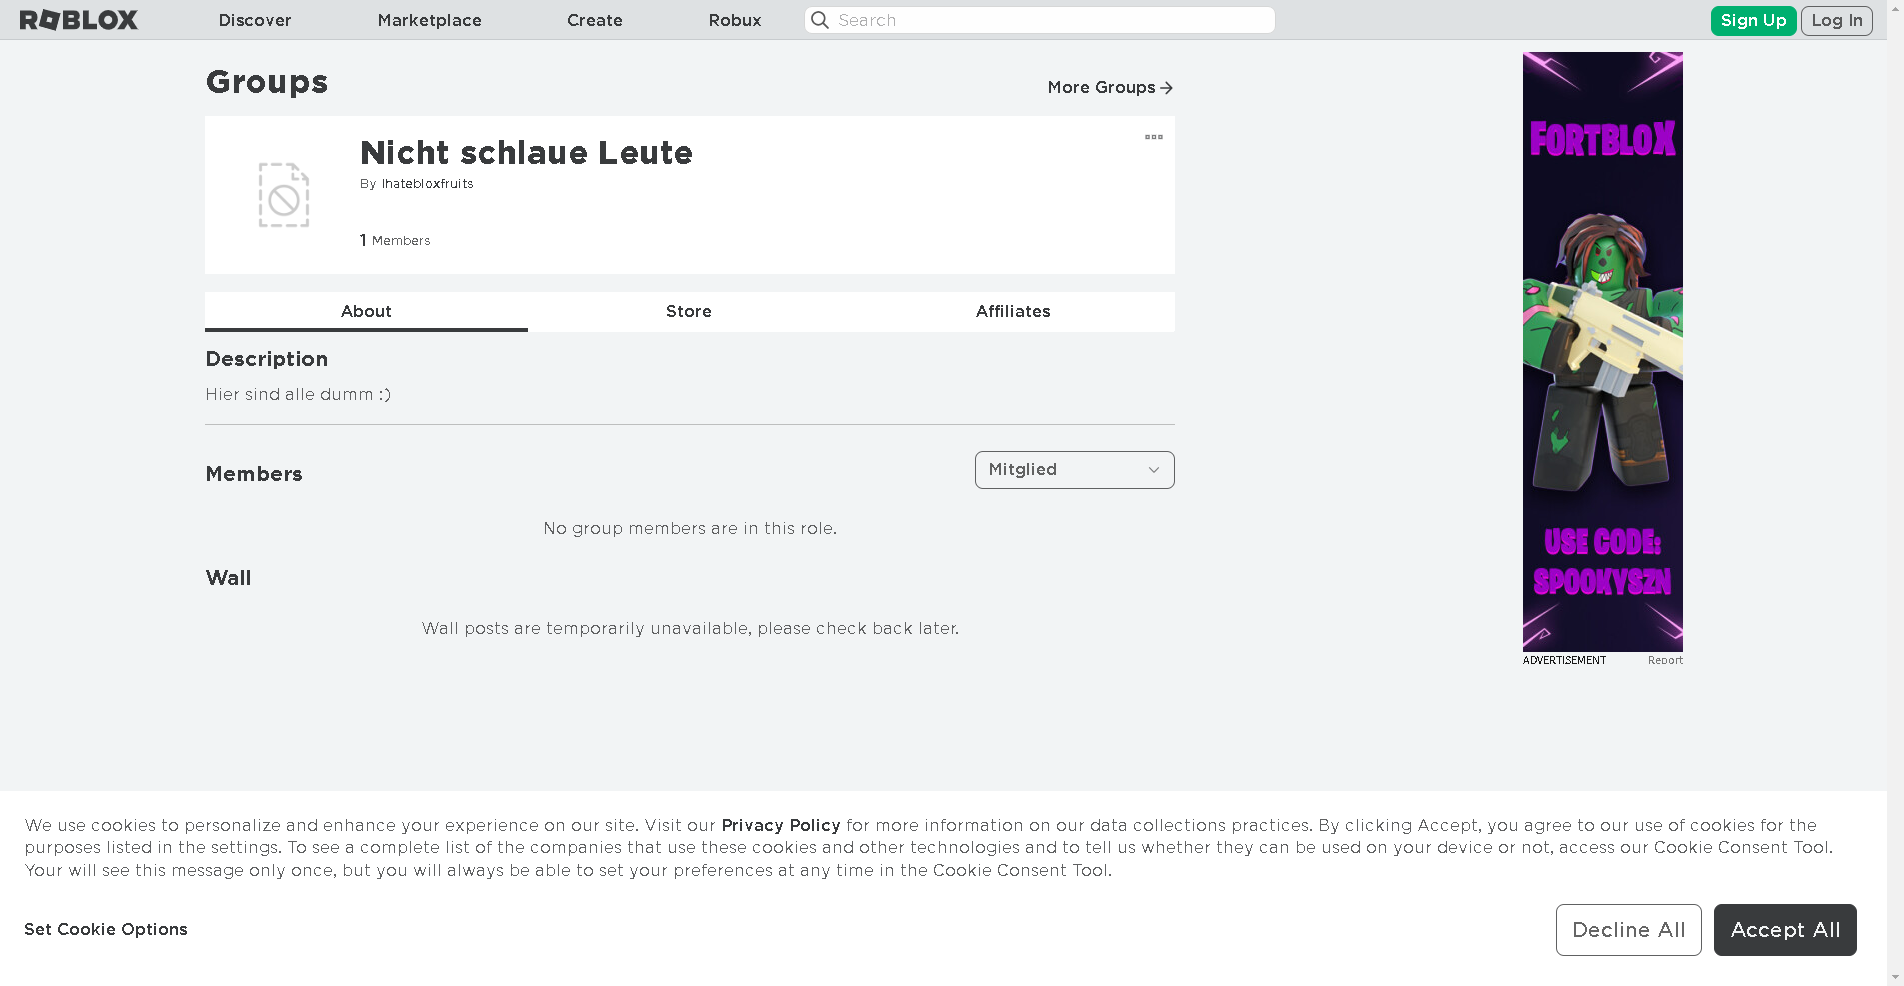 ROBLOX
Discover
Marketplace
Create
Robux
Search
Sign Up
Log In
Groups
More Groups
Nicht schlaue Leute
By Ihatebloxfruits
1 Members
About
Store
Affiliates
Description
Hier sind alle dumm :)
Members
Mitglied
No group members are in this role.
Wall
Wall posts are temporarily unavailable, please check back later.
FORTBLOX
USE CODE:
SPOOKYSZN
ADVERTISEMENT
Report
We use cookies to personalize and enhance your experience on our site. Visit our Privacy Policy for more information on our data collections practices. By clicking Accept, you agree to our use of cookies for the
purposes listed in the settings. To see a complete list of the companies that use these cookies and other technologies and to tell us whether they can be used on your device or not, access our Cookie Consent Tool.
Your will see this message only once, but you will always be able to set your preferences at any time in the Cookie Consent Tool.
Set Cookie Options
Decline All
Accept All